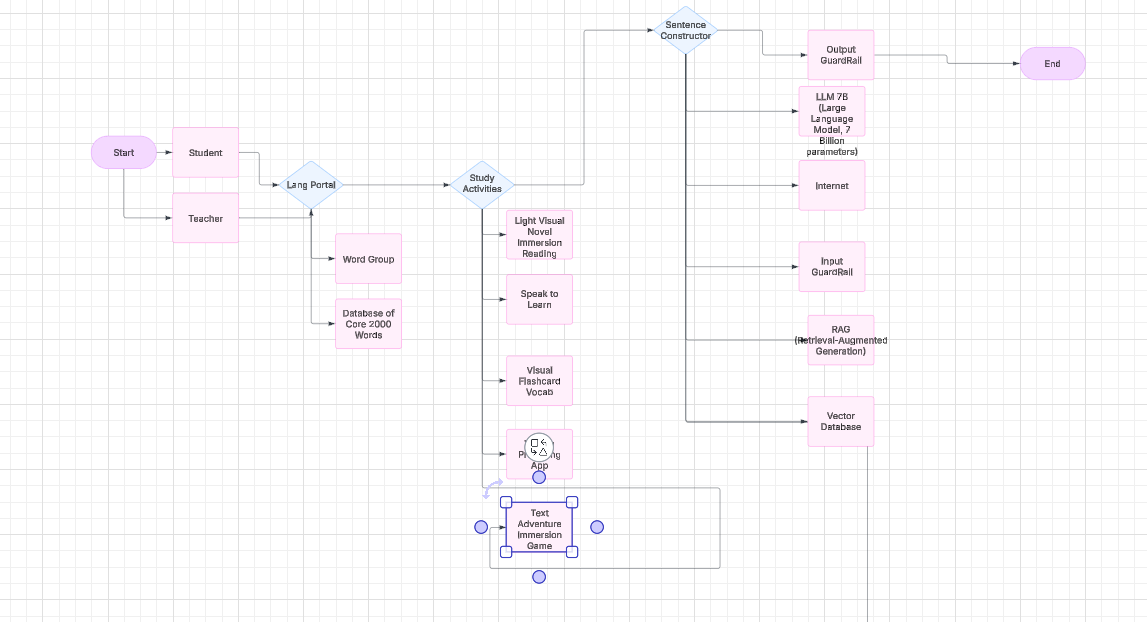 Sentence
Constructor
Output
GuardRail
End
LLM 7B
(Large
Language
Model, 7
Billion
parameters)
Start
Student
Study
Activities
Lang Portal
Internet
Teacher
Light Visual
Novel
Immersion
Reading
Word Group
Input
GuardRail
Speak to
Learn
Database of
Core 2000
Words
RAG
(Retrieval-Augmented
Generation)
Visual
Flashcard
Vocab
Vector
Database
App
Text
Adventure
Immersion
Game